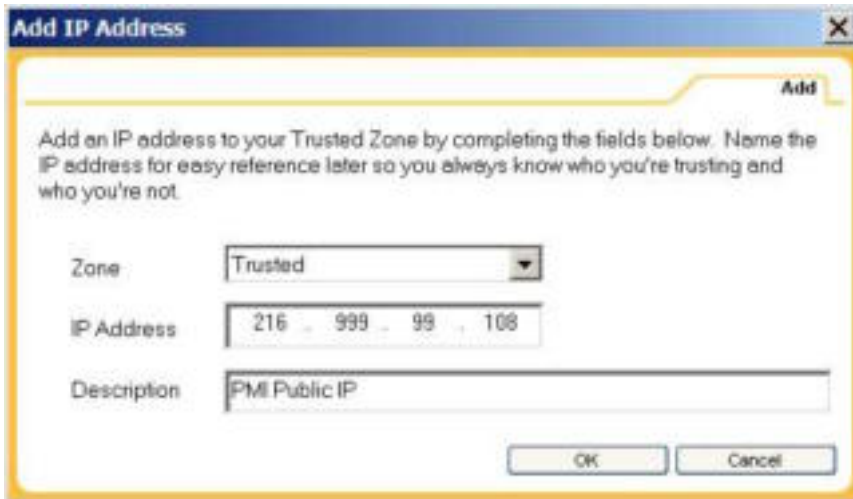 Add IP Address
Add
Add an IP address to your Trusted Zone by completing the fields below. Name the
IP address for easy reference later so you always know who you're trusting and
who you're not.
Zone Trusted
IP Address 216 . 999 . 99 . 108
Description PMI Public IP
OK Cancel